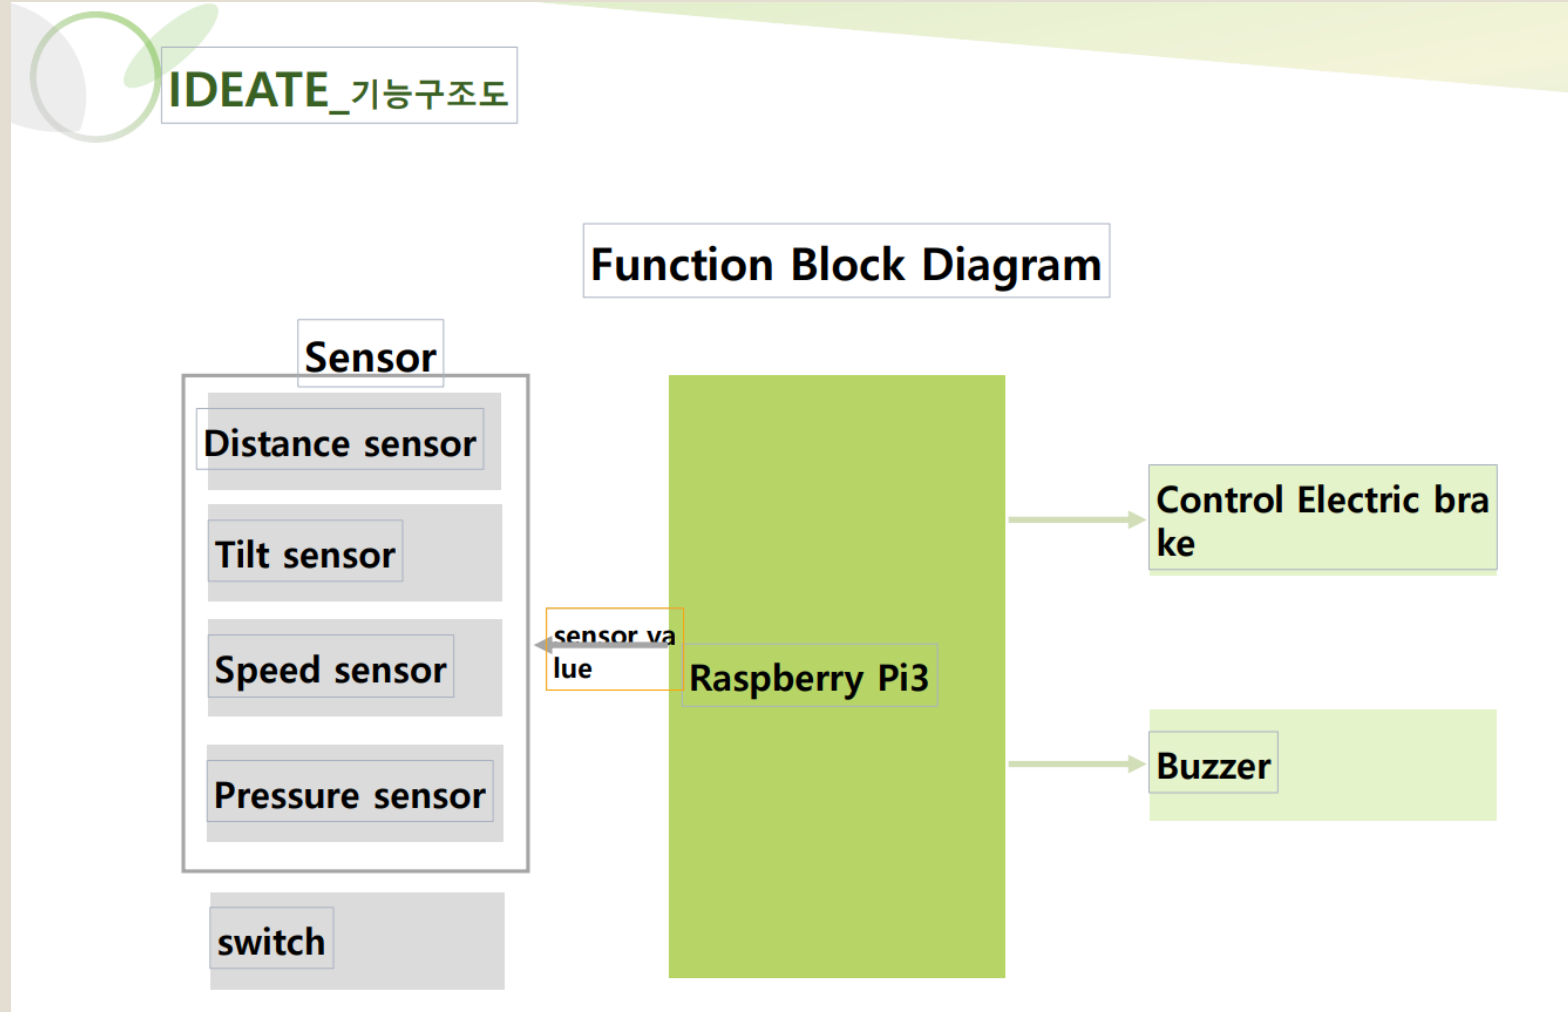 IDEATE_기능구조도
Function Block Diagram
Sensor
Distance sensor
Tilt sensor
Speed sensor
Pressure sensor
switch
sensor va
lue
Raspberry Pi3
Control Electric bra
ke
Buzzer